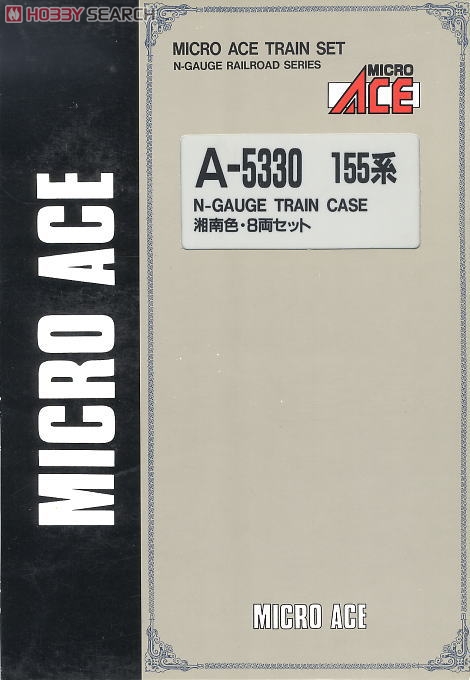 HOBBY SEARCH
MICRO ACE TRAIN SET
N-GAUGE RAILROAD SERIES
MICRO
ACE
A-5330 155系
N-GAUGE TRAIN CASE
湘南色・8両セット
MICRO ACE
MICRO ACE